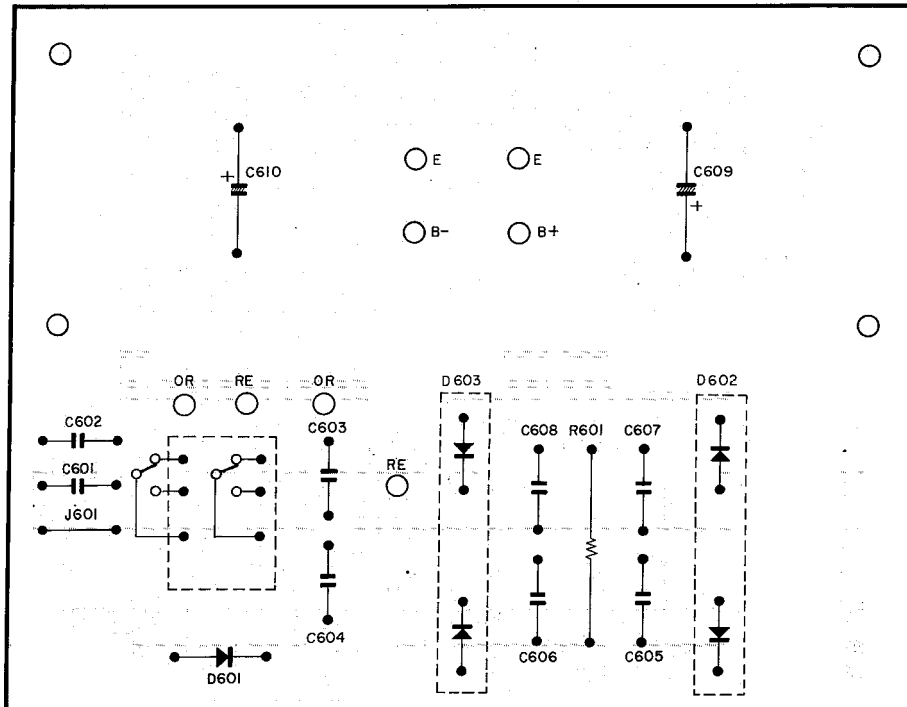 C610
+
E
E
C609
+
B-
B+
OR
RE
OR
D603
D602
C602
C603
C608
R601
C607
C601
RE
J601
C604
C606
C605
D601